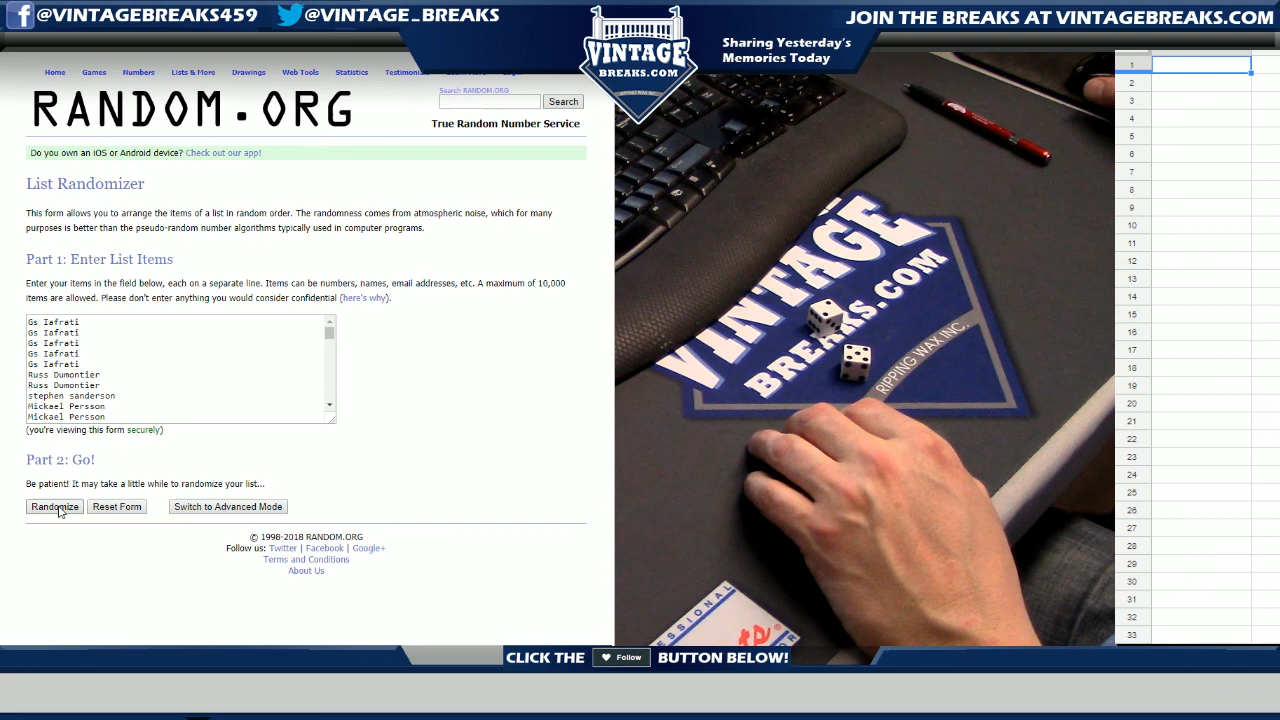 @VINTAGEBREAKS459
@VINTAGE_BREAKS
JOIN THE BREAKS AT VINTAGEBREAKS.COM
VINTAGE
BREAKS.COM
RIPPING WAX INC.
Sharing Yesterday's
Memories Today
Home Games Numbers Lists & More Drawings Web Tools Statistics Testimonials
RANDOM.ORG
Search RANDOM.ORG
Search
True Random Number Service
Do you own an iOS or Android device? Check out our app!
List Randomizer
This form allows you to arrange the items of a list in random order. The randomness comes from atmospheric noise, which for many
purposes is better than the pseudo-random number algorithms typically used in computer programs.
Part 1: Enter List Items
Enter your items in the field below, each on a separate line. Items can be numbers, names, email addresses, etc. A maximum of 10,000
items are allowed. Please don't enter anything you would consider confidential (here's why).
Gs Iafrati
Gs Iafrati
Gs Iafrati
Gs Iafrati
Gs Iafrati
Russ Dumontier
Russ Dumontier
stephen sanderson
Mickael Persson
Mickael Persson
(you're viewing this form securely)
Part 2: Go!
Be patient! It may take a little while to randomize your list...
Randomize Reset Form Switch to Advanced Mode
© 1998-2018 RANDOM.ORG
Follow us: Twitter | Facebook | Google+
Terms and Conditions
About Us
VINTAGE
BREAKS.COM
RIPPING WAX INC.
1
2
3
4
5
6
7
8
9
10
11
12
13
14
15
16
17
18
19
20
21
22
23
24
25
26
27
28
29
30
31
32
33
CLICK THE Follow BUTTON BELOW!